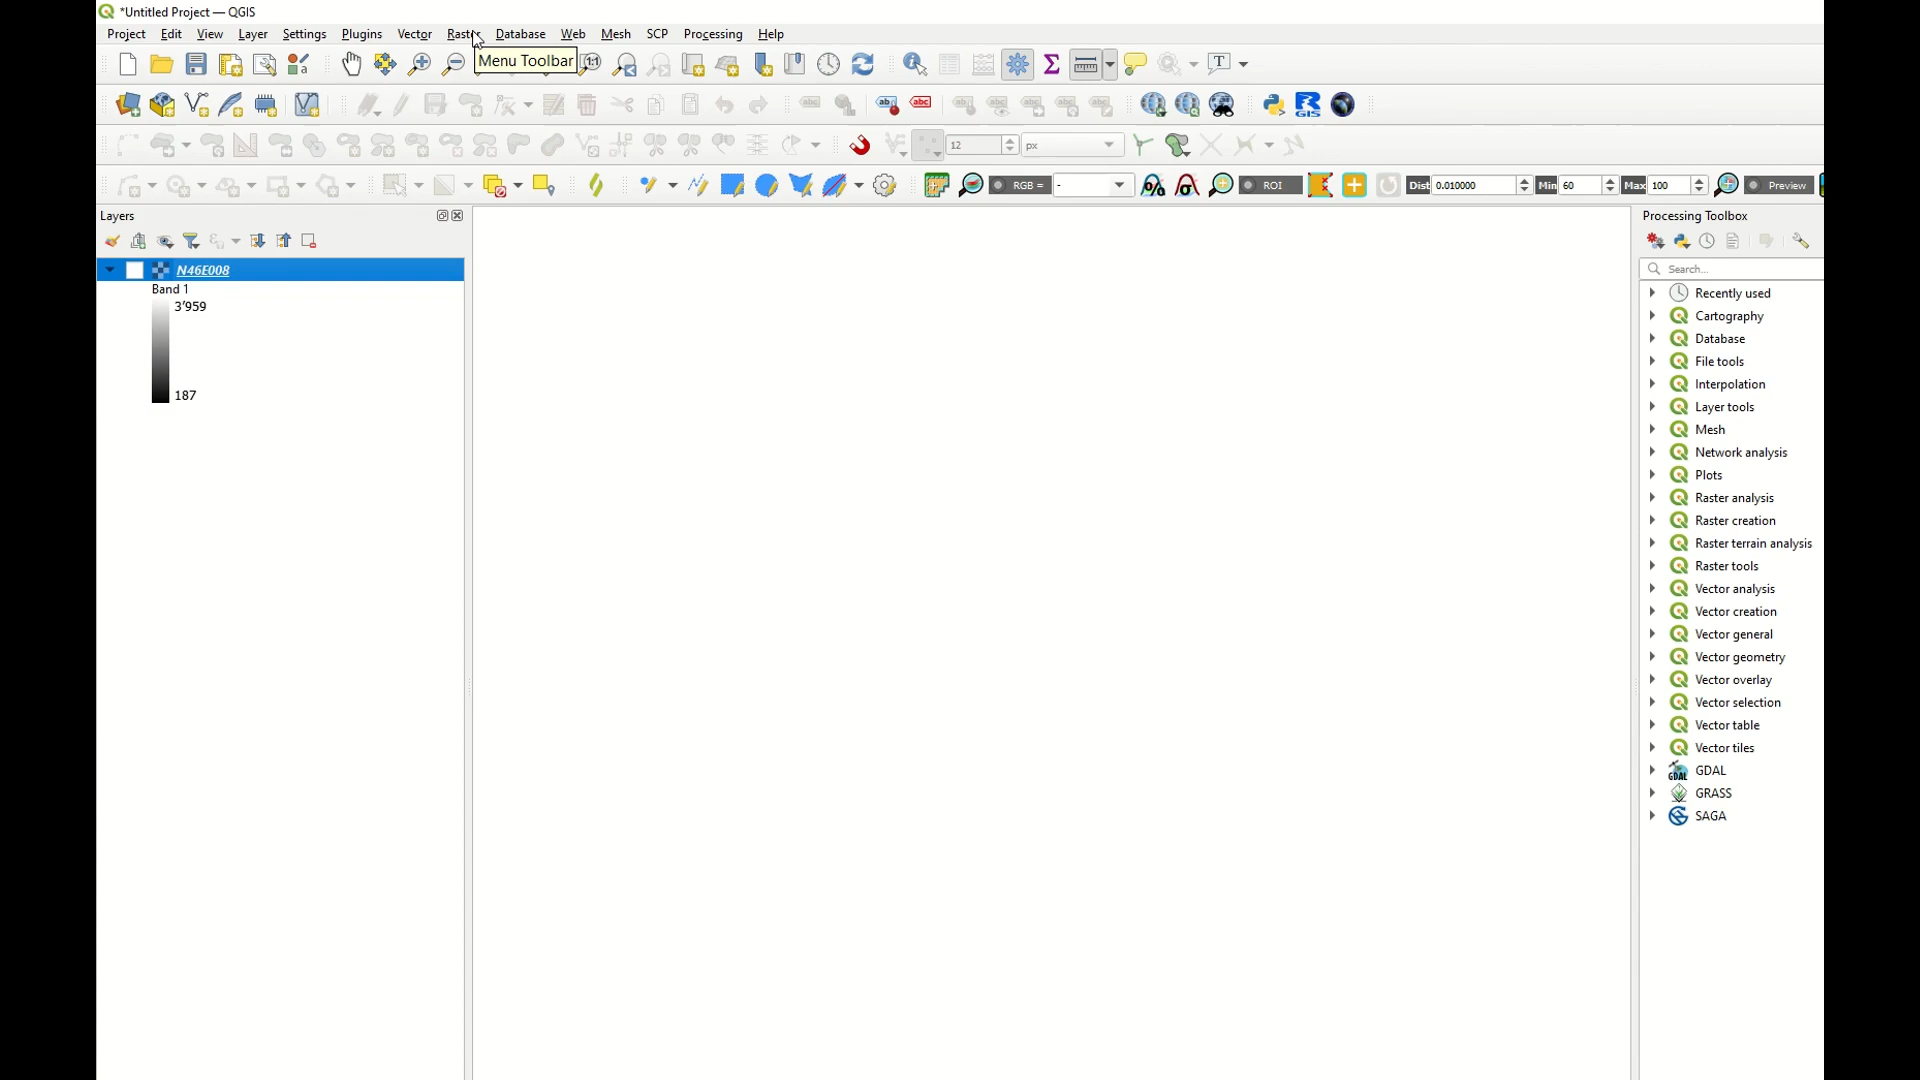 *Untitled Project — QGIS
Project Edit View Layer Settings Plugins Vector Raster Database Web Mesh SCP Processing Help
Menu Toolbar
12 px
RGB = - ROI Dist 0.010000 Min 60 Max 100 Preview
Layers
Processing Toolbox
N46E008
Band 1
3'959
187
Search...
Recently used
Cartography
Database
File tools
Interpolation
Layer tools
Mesh
Network analysis
Plots
Raster analysis
Raster creation
Raster terrain analysis
Raster tools
Vector analysis
Vector creation
Vector general
Vector geometry
Vector overlay
Vector selection
Vector table
Vector tiles
GDAL
GRASS
SAGA